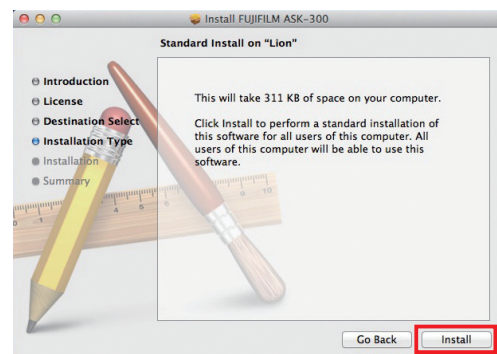 Install FUJIFILM ASK-300
Standard Install on “Lion”
Introduction
License
Destination Select
Installation Type
Installation
Summary
This will take 311 KB of space on your computer.
Click Install to perform a standard installation of
this software for all users of this computer. All
users of this computer will be able to use this
software.
Go Back
Install